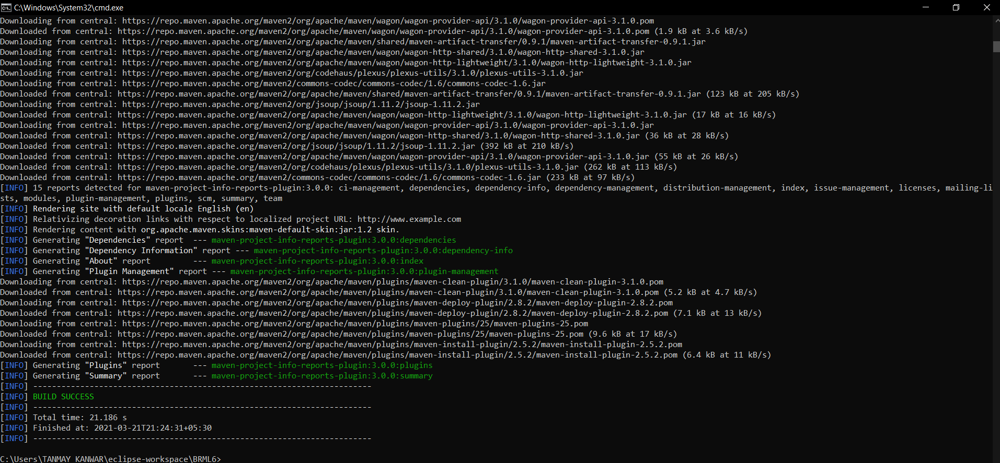 C:\Windows\System32\cmd.exe
Downloading from central: https://repo.maven.apache.org/maven2/org/apache/maven/wagon/wagon-provider-api/3.1.0/wagon-provider-api-3.1.0.pom
Downloaded from central: https://repo.maven.apache.org/maven2/org/apache/maven/wagon/wagon-provider-api/3.1.0/wagon-provider-api-3.1.0.pom (1.9 kB at 3.6 kB/s)
Downloading from central: https://repo.maven.apache.org/maven2/org/apache/maven/shared/maven-artifact-transfer/0.9.1/maven-artifact-transfer-0.9.1.jar
Downloading from central: https://repo.maven.apache.org/maven2/org/apache/maven/wagon/wagon-http-shared/3.1.0/wagon-http-shared-3.1.0.jar
Downloading from central: https://repo.maven.apache.org/maven2/org/apache/maven/wagon/wagon-http-lightweight/3.1.0/wagon-http-lightweight-3.1.0.jar
Downloading from central: https://repo.maven.apache.org/maven2/org/codehaus/plexus/plexus-utils/3.1.0/plexus-utils-3.1.0.jar
Downloading from central: https://repo.maven.apache.org/maven2/commons-codec/commons-codec/1.6/commons-codec-1.6.jar
Downloaded from central: https://repo.maven.apache.org/maven2/org/apache/maven/shared/maven-artifact-transfer/0.9.1/maven-artifact-transfer-0.9.1.jar (123 kB at 205 kB/s)
Downloading from central: https://repo.maven.apache.org/maven2/org/jsoup/jsoup/1.11.2/jsoup-1.11.2.jar
Downloaded from central: https://repo.maven.apache.org/maven2/org/apache/maven/wagon/wagon-http-lightweight/3.1.0/wagon-http-lightweight-3.1.0.jar (17 kB at 16 kB/s)
Downloading from central: https://repo.maven.apache.org/maven2/org/apache/maven/wagon/wagon-provider-api/3.1.0/wagon-provider-api-3.1.0.jar
Downloaded from central: https://repo.maven.apache.org/maven2/org/apache/maven/wagon/wagon-http-shared/3.1.0/wagon-http-shared-3.1.0.jar (36 kB at 28 kB/s)
Downloaded from central: https://repo.maven.apache.org/maven2/org/jsoup/jsoup/1.11.2/jsoup-1.11.2.jar (392 kB at 210 kB/s)
Downloaded from central: https://repo.maven.apache.org/maven2/org/apache/maven/wagon/wagon-provider-api/3.1.0/wagon-provider-api-3.1.0.jar (55 kB at 26 kB/s)
Downloaded from central: https://repo.maven.apache.org/maven2/org/codehaus/plexus/plexus-utils/3.1.0/plexus-utils-3.1.0.jar (262 kB at 113 kB/s)
Downloaded from central: https://repo.maven.apache.org/maven2/commons-codec/commons-codec/1.6/commons-codec-1.6.jar (233 kB at 97 kB/s)
[INFO] 15 reports detected for maven-project-info-reports-plugin:3.0.0: ci-management, dependencies, dependency-info, dependency-management, distribution-management, index, issue-management, licenses, mailing-li
sts, modules, plugin-management, plugins, scm, summary, team
[INFO] Rendering site with default locale English (en)
[INFO] Relativizing decoration links with respect to localized project URL: http://www.example.com
[INFO] Rendering content with org.apache.maven.skins:maven-default-skin:jar:1.2 skin.
[INFO] Generating "Dependencies" report  --- maven-project-info-reports-plugin:3.0.0:dependencies
[INFO] Generating "Dependency Information" report --- maven-project-info-reports-plugin:3.0.0:dependency-info
[INFO] Generating "About" report         --- maven-project-info-reports-plugin:3.0.0:index
[INFO] Generating "Plugin Management" report --- maven-project-info-reports-plugin:3.0.0:plugin-management
Downloading from central: https://repo.maven.apache.org/maven2/org/apache/maven/plugins/maven-clean-plugin/3.1.0/maven-clean-plugin-3.1.0.pom
Downloaded from central: https://repo.maven.apache.org/maven2/org/apache/maven/plugins/maven-clean-plugin/3.1.0/maven-clean-plugin-3.1.0.pom (5.2 kB at 4.7 kB/s)
Downloading from central: https://repo.maven.apache.org/maven2/org/apache/maven/plugins/maven-deploy-plugin/2.8.2/maven-deploy-plugin-2.8.2.pom
Downloaded from central: https://repo.maven.apache.org/maven2/org/apache/maven/plugins/maven-deploy-plugin/2.8.2/maven-deploy-plugin-2.8.2.pom (7.1 kB at 13 kB/s)
Downloading from central: https://repo.maven.apache.org/maven2/org/apache/maven/plugins/maven-plugins/25/maven-plugins-25.pom
Downloaded from central: https://repo.maven.apache.org/maven2/org/apache/maven/plugins/maven-plugins/25/maven-plugins-25.pom (9.6 kB at 17 kB/s)
Downloading from central: https://repo.maven.apache.org/maven2/org/apache/maven/plugins/maven-install-plugin/2.5.2/maven-install-plugin-2.5.2.pom
Downloaded from central: https://repo.maven.apache.org/maven2/org/apache/maven/plugins/maven-install-plugin/2.5.2/maven-install-plugin-2.5.2.pom (6.4 kB at 11 kB/s)
[INFO] Generating "Plugins" report       --- maven-project-info-reports-plugin:3.0.0:plugins
[INFO] Generating "Summary" report       --- maven-project-info-reports-plugin:3.0.0:summary
[INFO] ------------------------------------------------------------------------
[INFO] BUILD SUCCESS
[INFO] ------------------------------------------------------------------------
[INFO] Total time: 21.186 s
[INFO] Finished at: 2021-03-21T21:24:31+05:30
[INFO] ------------------------------------------------------------------------
C:\Users\TANMAY KANWAR\eclipse-workspace\BRML6>